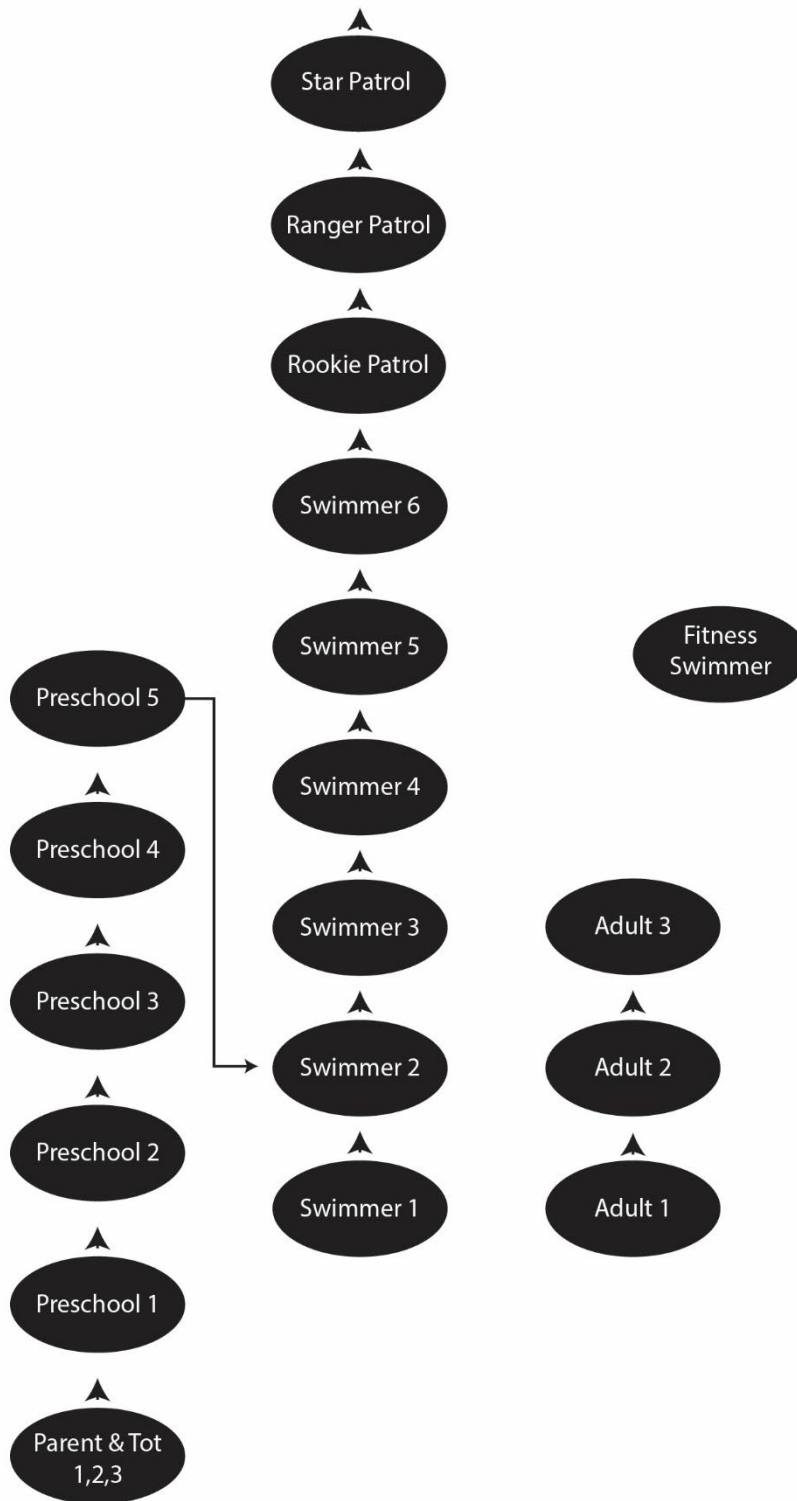 Star Patrol
Ranger Patrol
Rookie Patrol
Swimmer 6
Swimmer 5
Fitness
Swimmer
Preschool 5
Swimmer 4
Preschool 4
Swimmer 3
Adult 3
Preschool 3
Swimmer 2
Adult 2
Preschool 2
Swimmer 1
Adult 1
Preschool 1
Parent & Tot
1,2,3